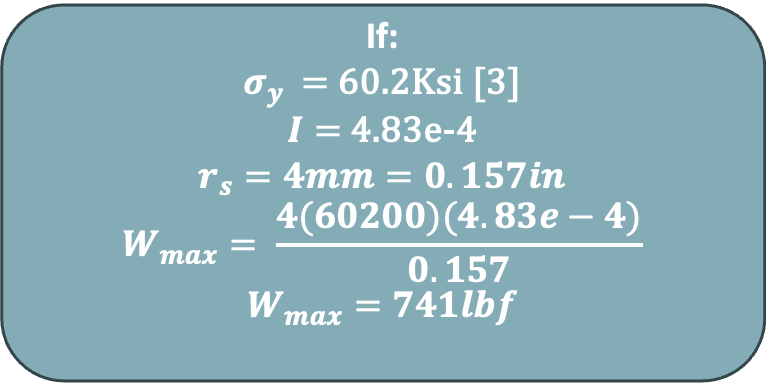 If:
σy = 60.2Ksi [3]
I = 4.83e-4
rs = 4mm = 0.157in
Wmax = 4(60200)(4.83e − 4) / 0.157
Wmax = 741lbf